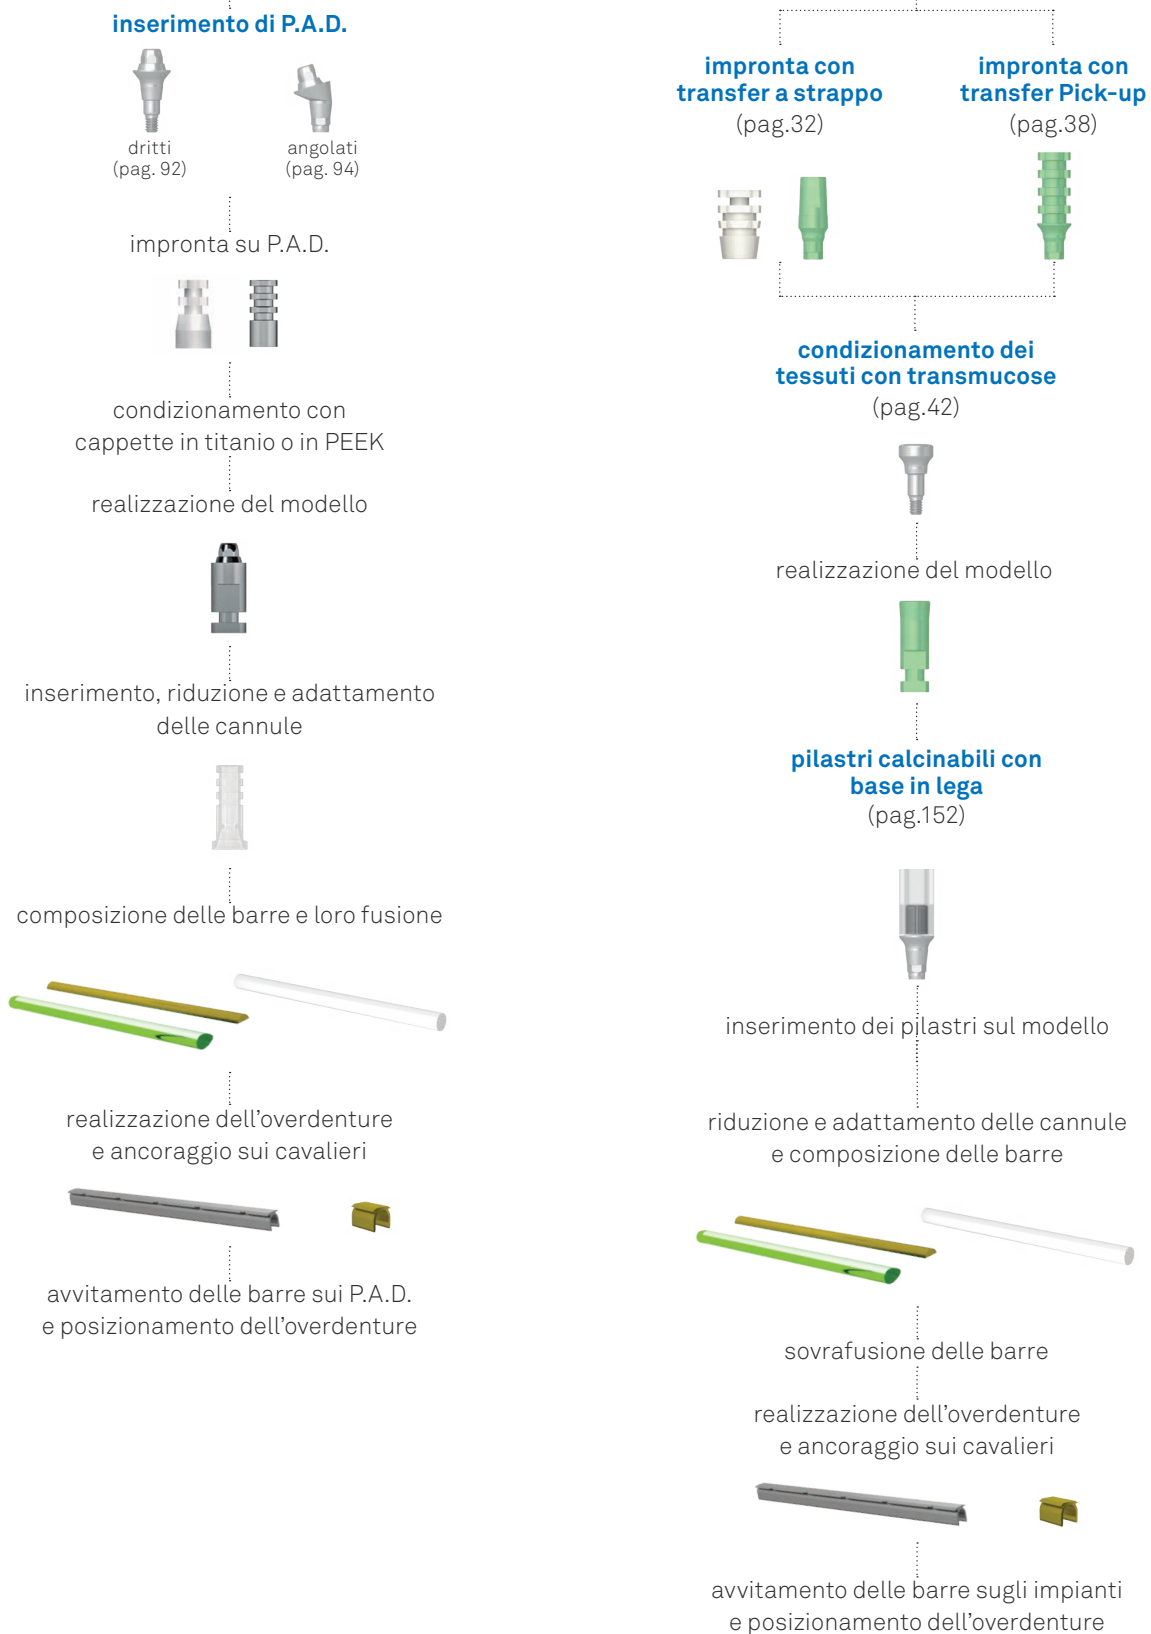 inserimento di P.A.D.
dritti
(pag. 92)
angolati
(pag. 94)
impronta su P.A.D.
condizionamento con
cappette in titanio o in PEEK
realizzazione del modello
inserimento, riduzione e adattamento
delle cannule
composizione delle barre e loro fusione
realizzazione dell’overdenture
e ancoraggio sui cavalieri
avvitamento delle barre sui P.A.D.
e posizionamento dell’overdenture
impronta con
transfer a strappo
(pag.32)
impronta con
transfer Pick-up
(pag.38)
condizionamento dei
tessuti con transmucose
(pag.42)
realizzazione del modello
pilastri calcinabili con
base in lega
(pag.152)
inserimento dei pilastri sul modello
riduzione e adattamento delle cannule
e composizione delle barre
sovrafusione delle barre
realizzazione dell’overdenture
e ancoraggio sui cavalieri
avvitamento delle barre sugli impianti
e posizionamento dell’overdenture